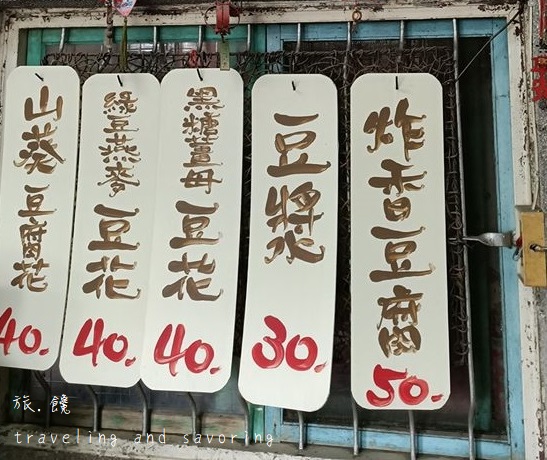 山葵豆腐花
40.
綠豆燕麥豆花
40.
黑糖薑母豆花
40.
豆漿
30.
炸香豆腐
50.
旅.饞
traveling and savoring